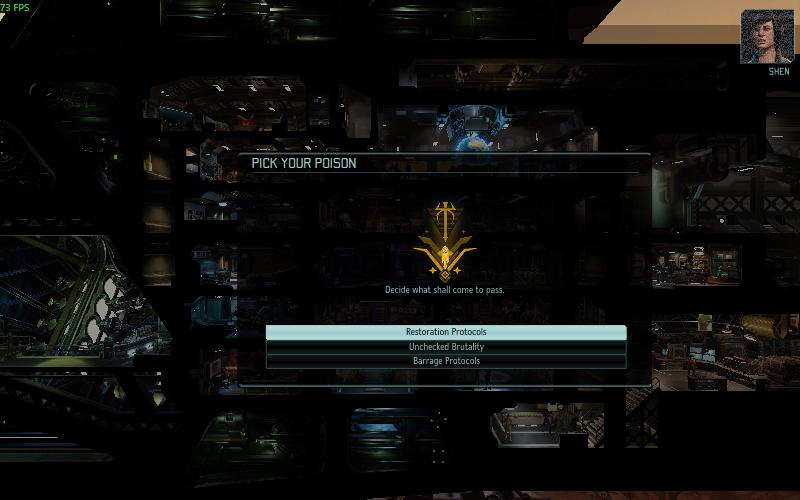 73 FPS
SHEN
PICK YOUR POISON
Decide what shall come to pass.
Restoration Protocols
Unchecked Brutality
Barrage Protocols